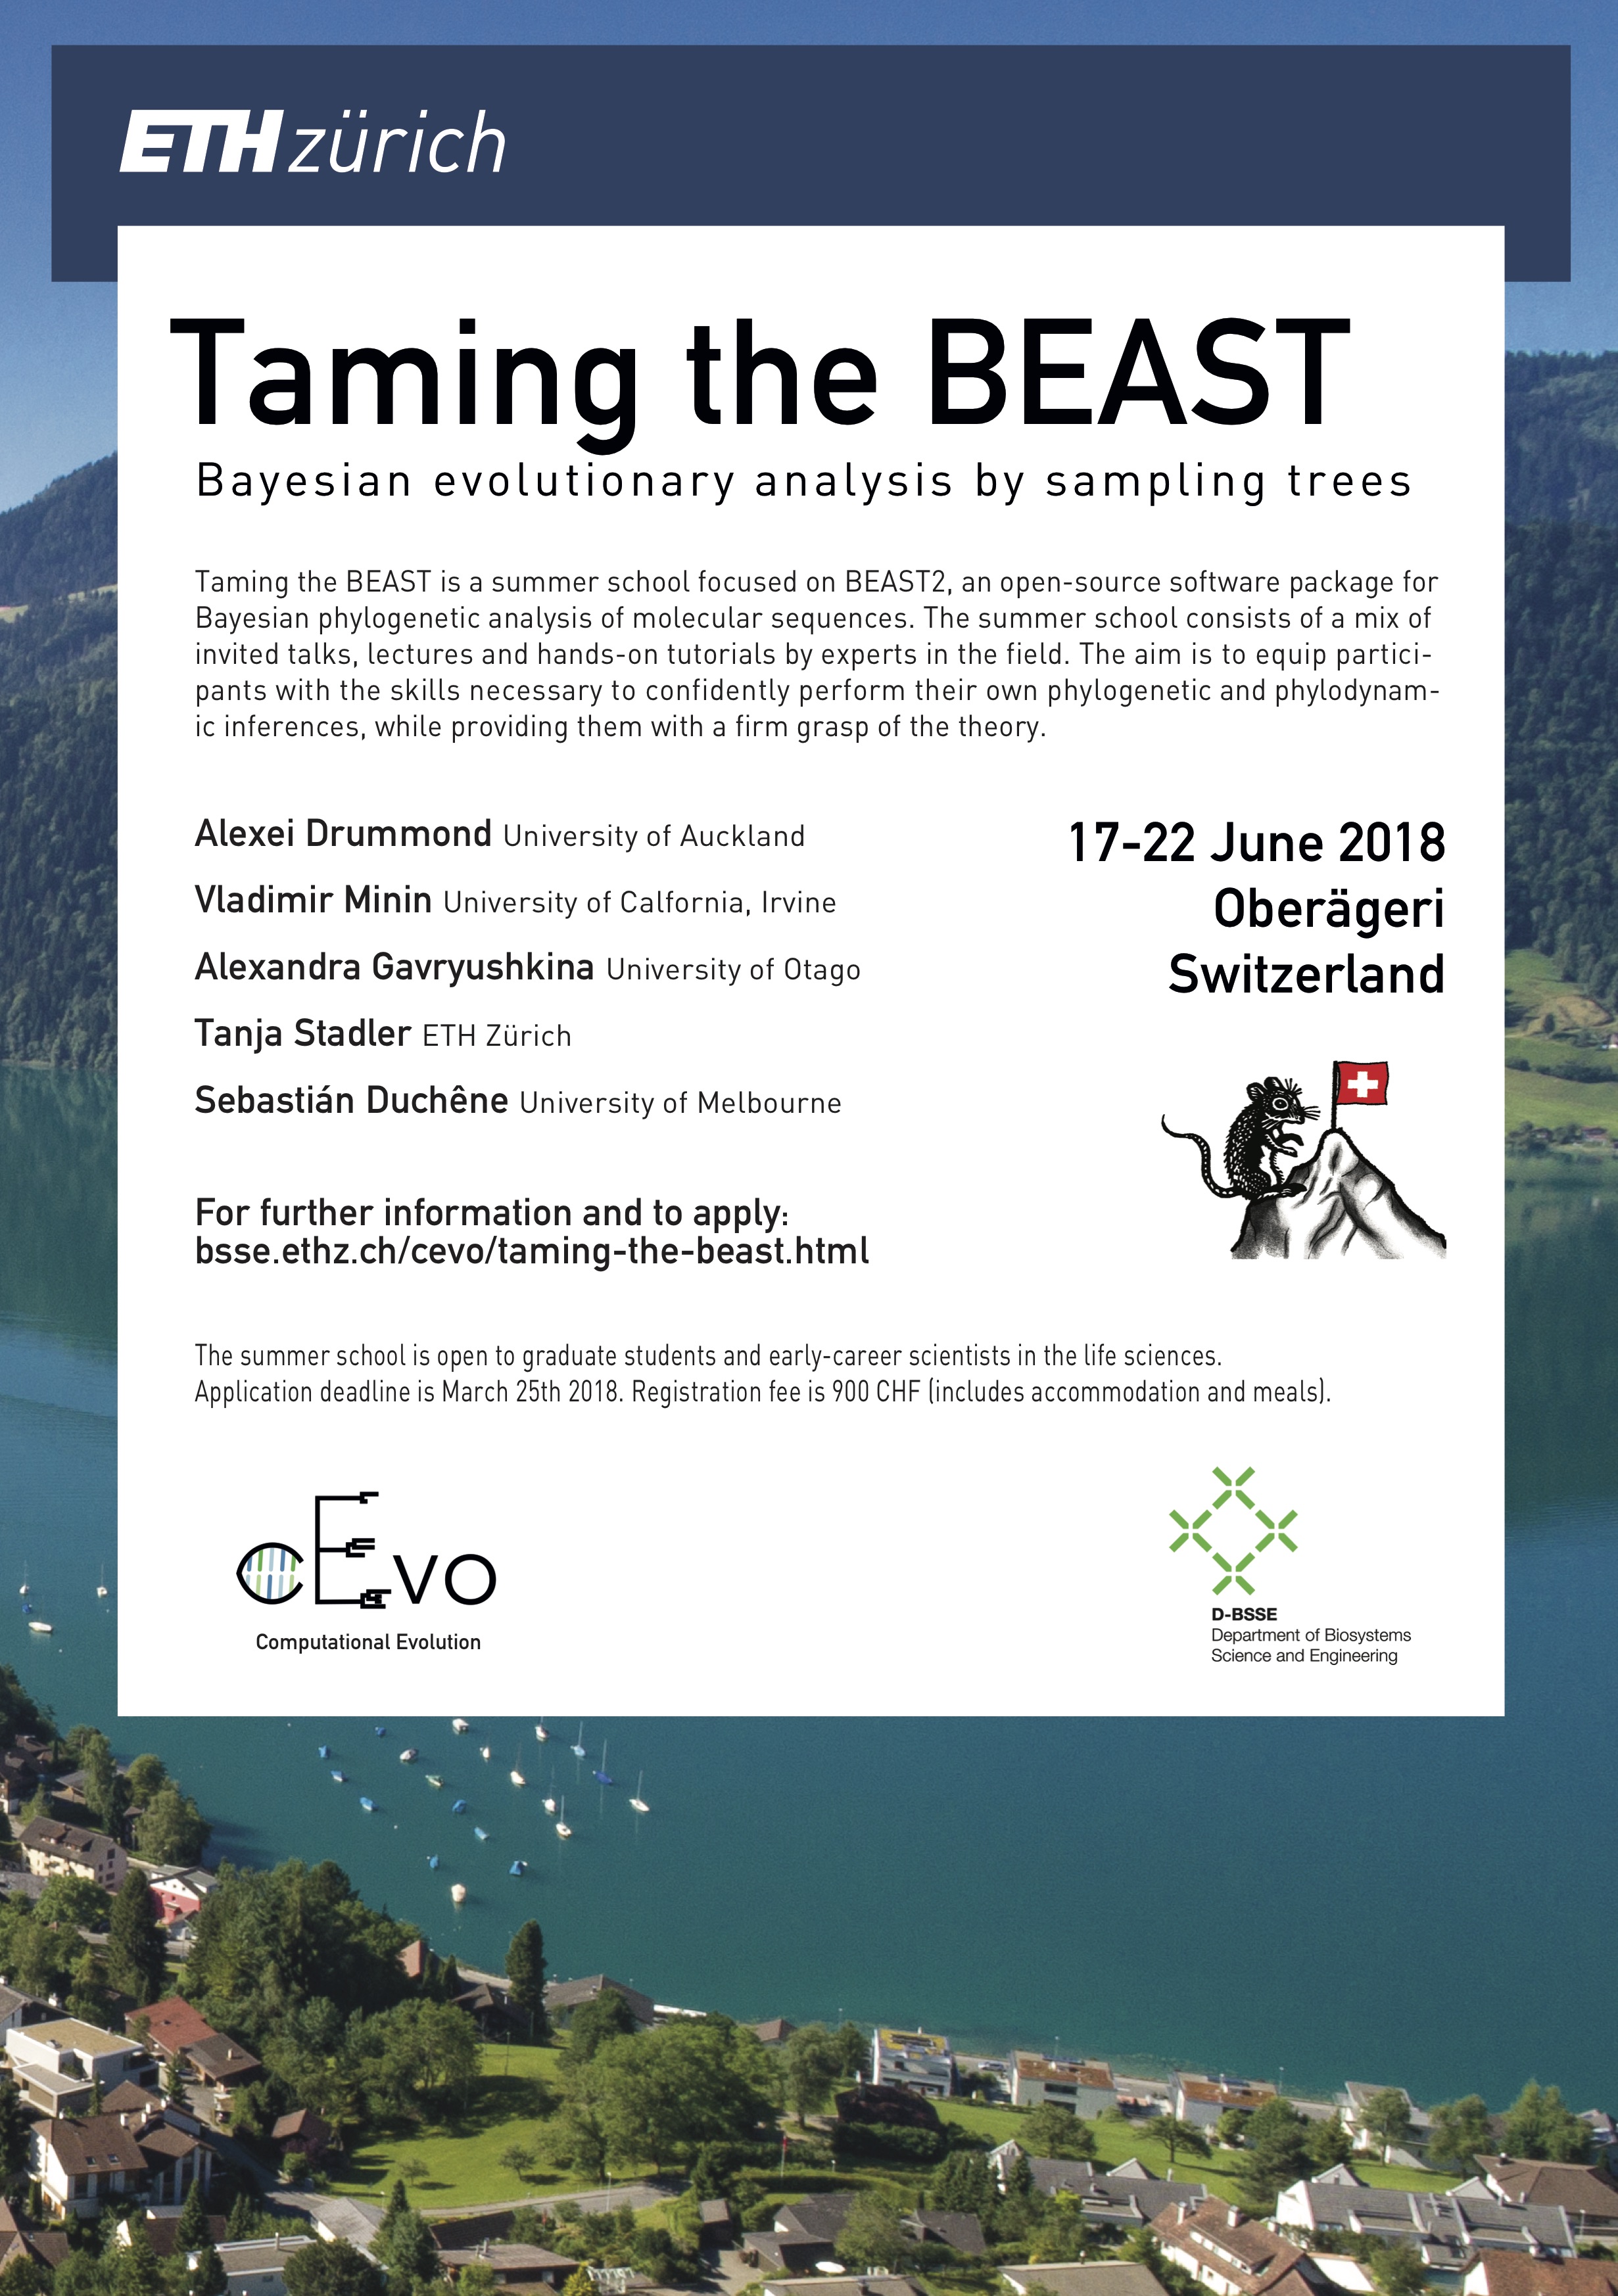 ETH zürich
Taming the BEAST
Bayesian evolutionary analysis by sampling trees
Taming the BEAST is a summer school focused on BEAST2, an open-source software package for
Bayesian phylogenetic analysis of molecular sequences. The summer school consists of a mix of
invited talks, lectures and hands-on tutorials by experts in the field. The aim is to equip partici-
pants with the skills necessary to confidently perform their own phylogenetic and phylodynam-
ic inferences, while providing them with a firm grasp of the theory.
Alexei Drummond University of Auckland
Vladimir Minin University of Calfornia, Irvine
Alexandra Gavryushkina University of Otago
Tanja Stadler ETH Zürich
Sebastián Duchêne University of Melbourne
17-22 June 2018
Oberägeri
Switzerland
For further information and to apply:
bsse.ethz.ch/cevo/taming-the-beast.html
The summer school is open to graduate students and early-career scientists in the life sciences.
Application deadline is March 25th 2018. Registration fee is 900 CHF (includes accommodation and meals).
cEvo
Computational Evolution
D-BSSE
Department of Biosystems
Science and Engineering